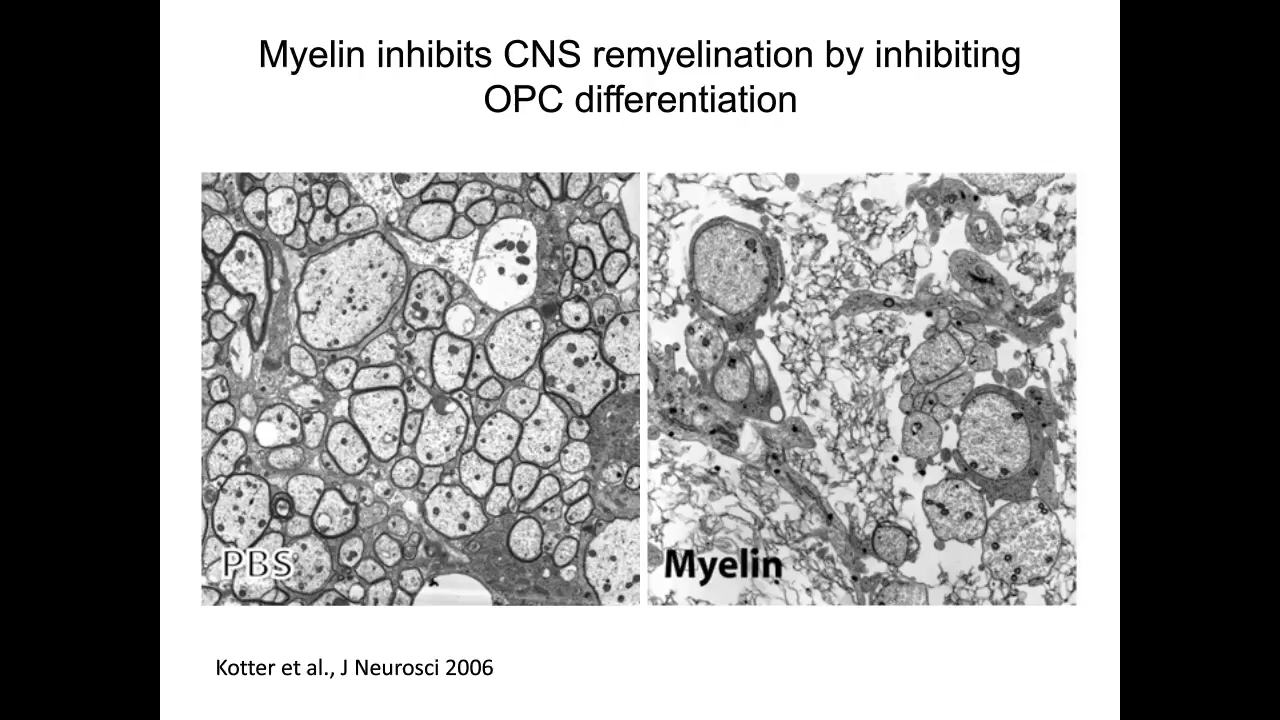 Myelin inhibits CNS remyelination by inhibiting
OPC differentiation
PBS
Myelin
Kotter et al., J Neurosci 2006